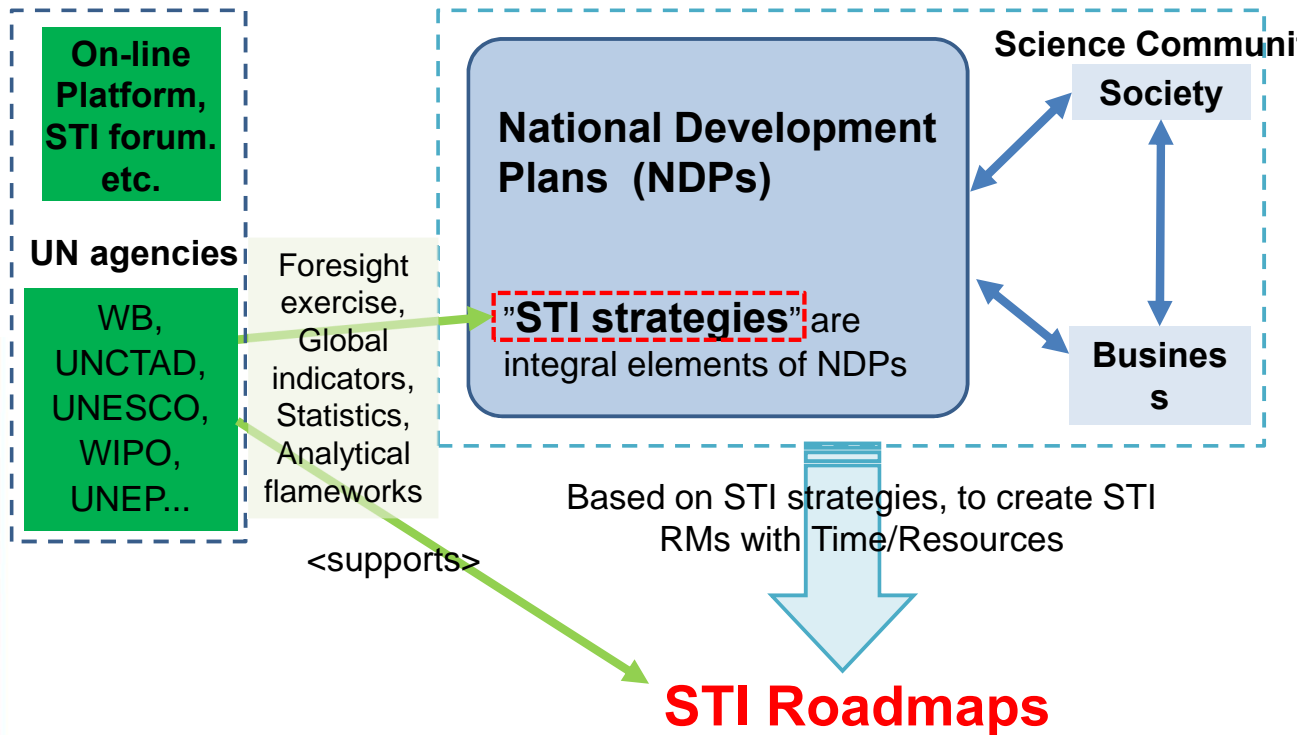 On-line
Platform,
STI forum.
etc.
UN agencies
WB,
UNCTAD,
UNESCO,
WIPO,
UNEP...
Foresight
exercise,
Global
indicators,
Statistics,
Analytical
flameworks
<supports>
National Development
Plans (NDPs)
”STI strategies” are
integral elements of NDPs
Science Communi
Society
Busines
s
Based on STI strategies, to create STI
RMs with Time/Resources
STI Roadmaps